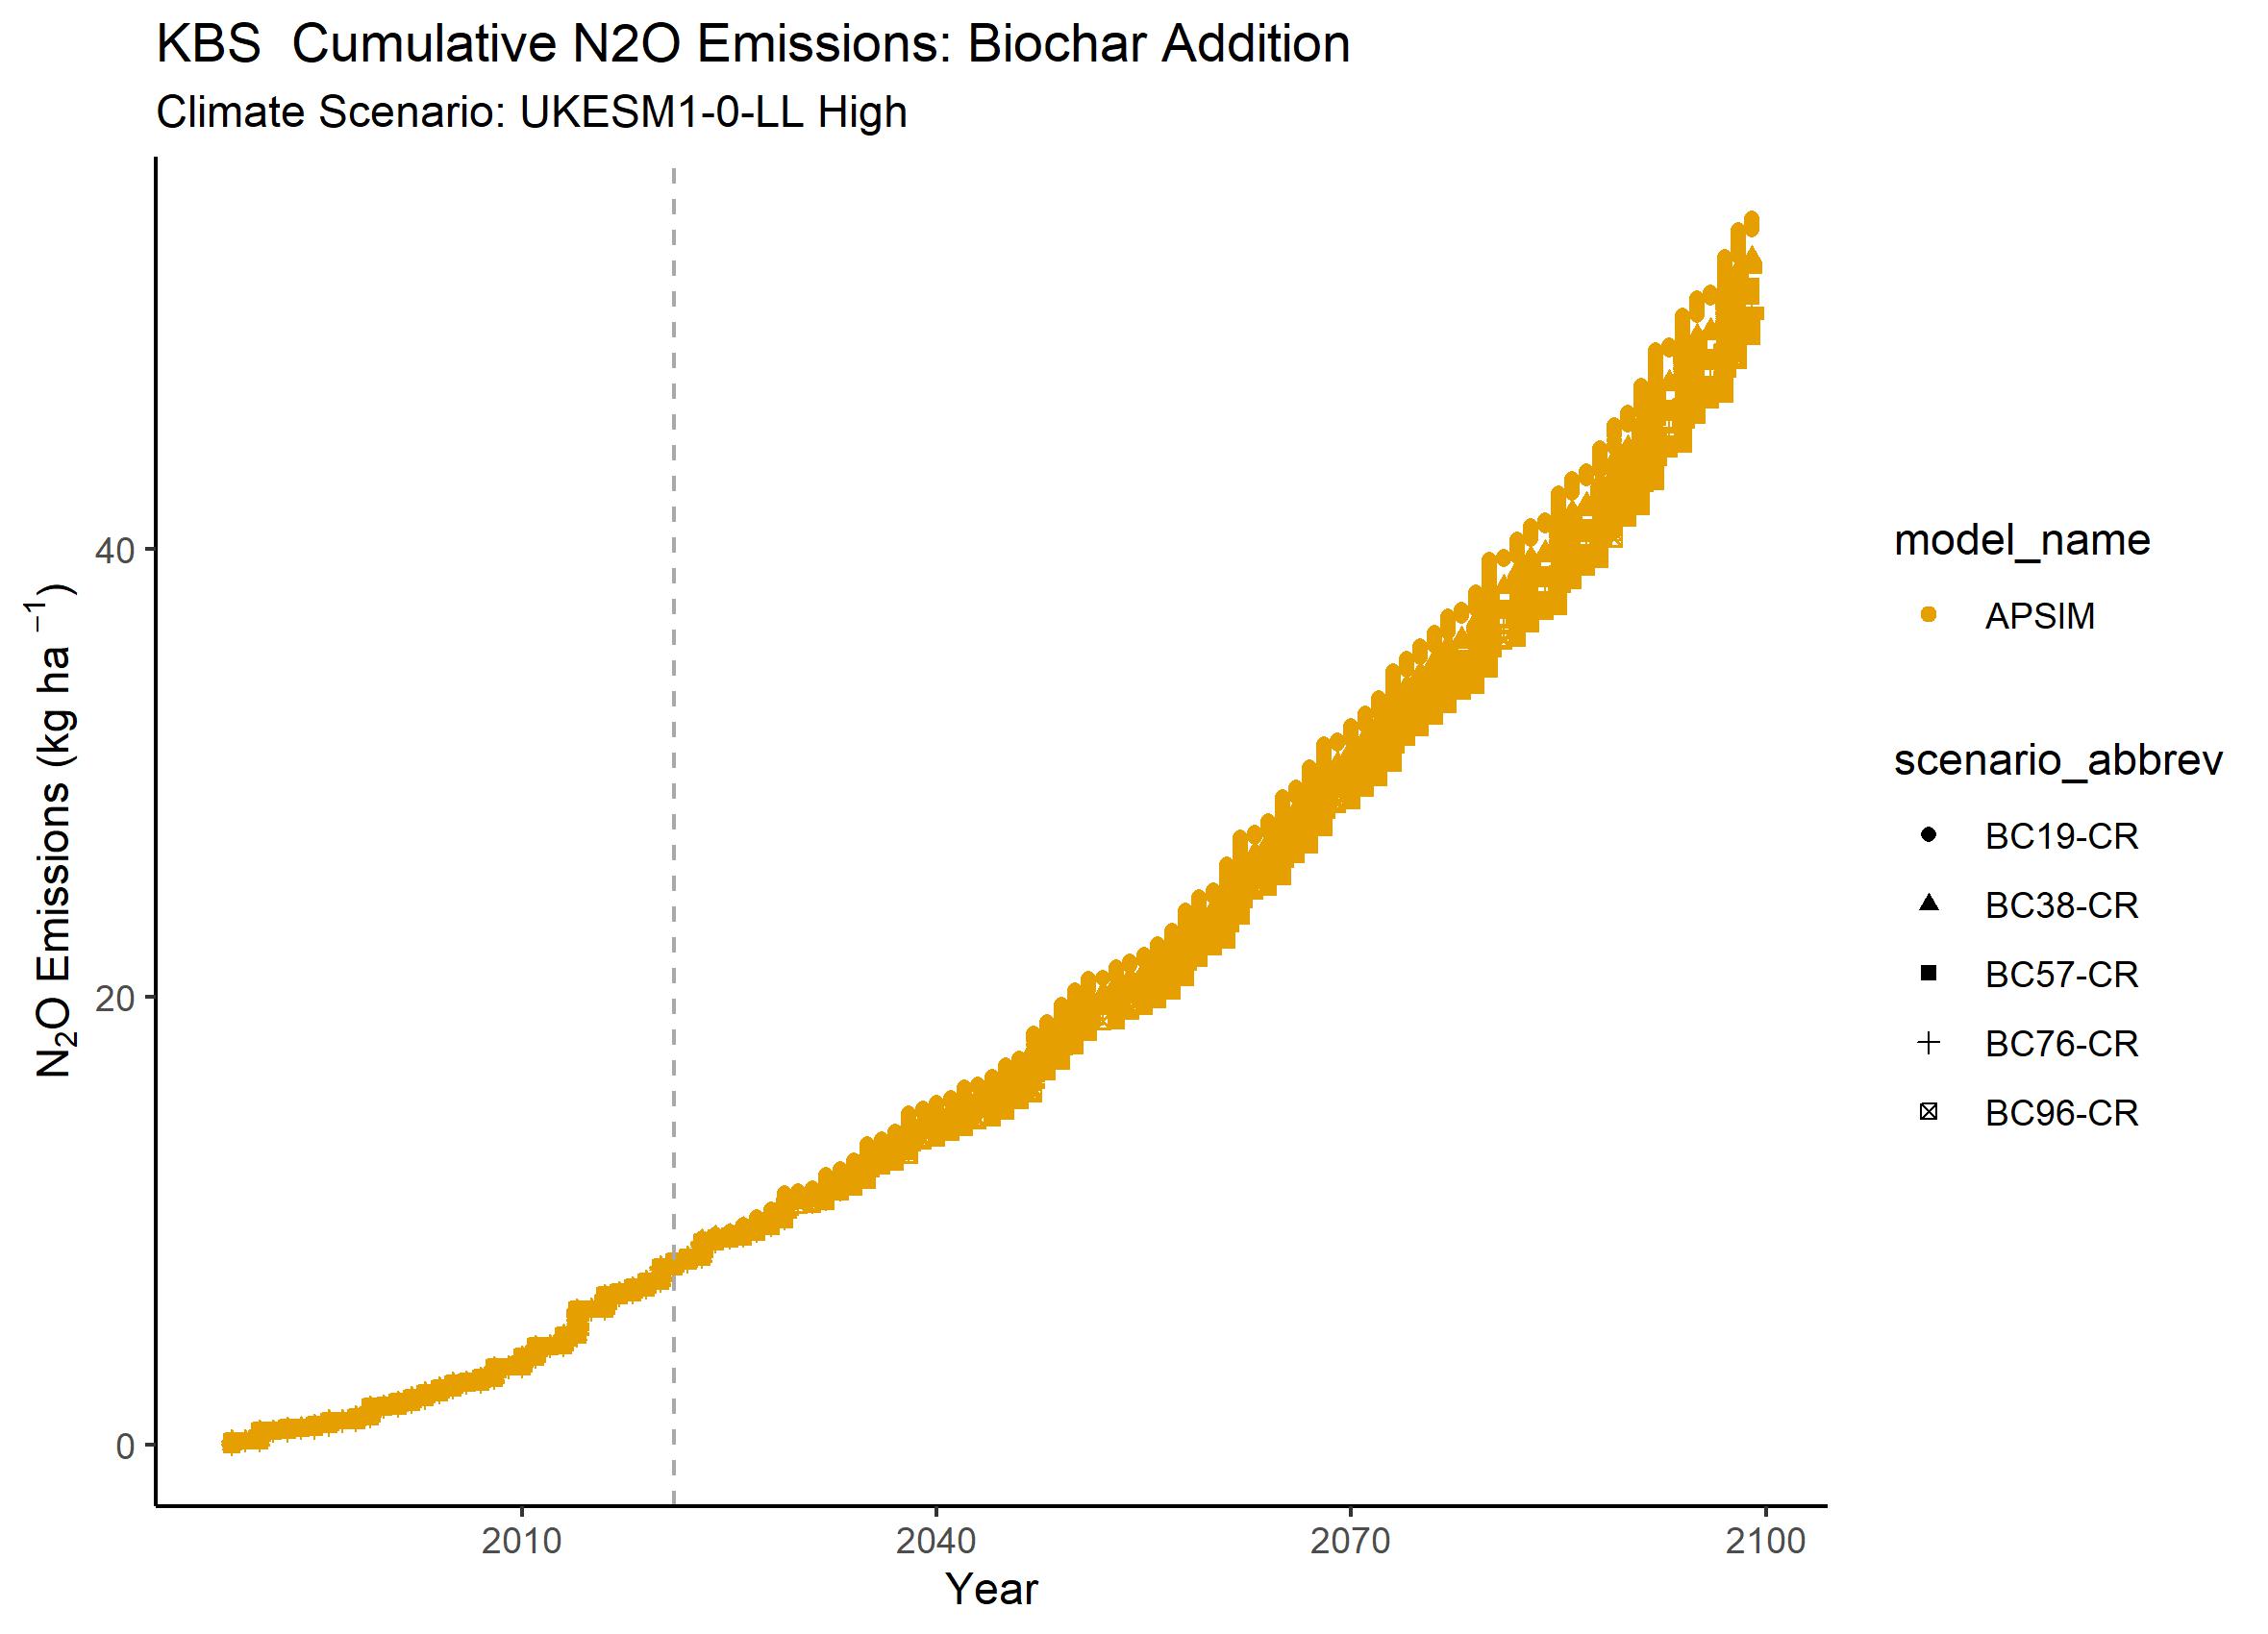 KBS  Cumulative N2O Emissions: Biochar Addition
Climate Scenario: UKESM1-0-LL High
N₂O Emissions (kg ha ⁻¹)
40
20
0
2010
2040
2070
2100
Year
model_name
APSIM
scenario_abbrev
BC19-CR
BC38-CR
BC57-CR
BC76-CR
BC96-CR